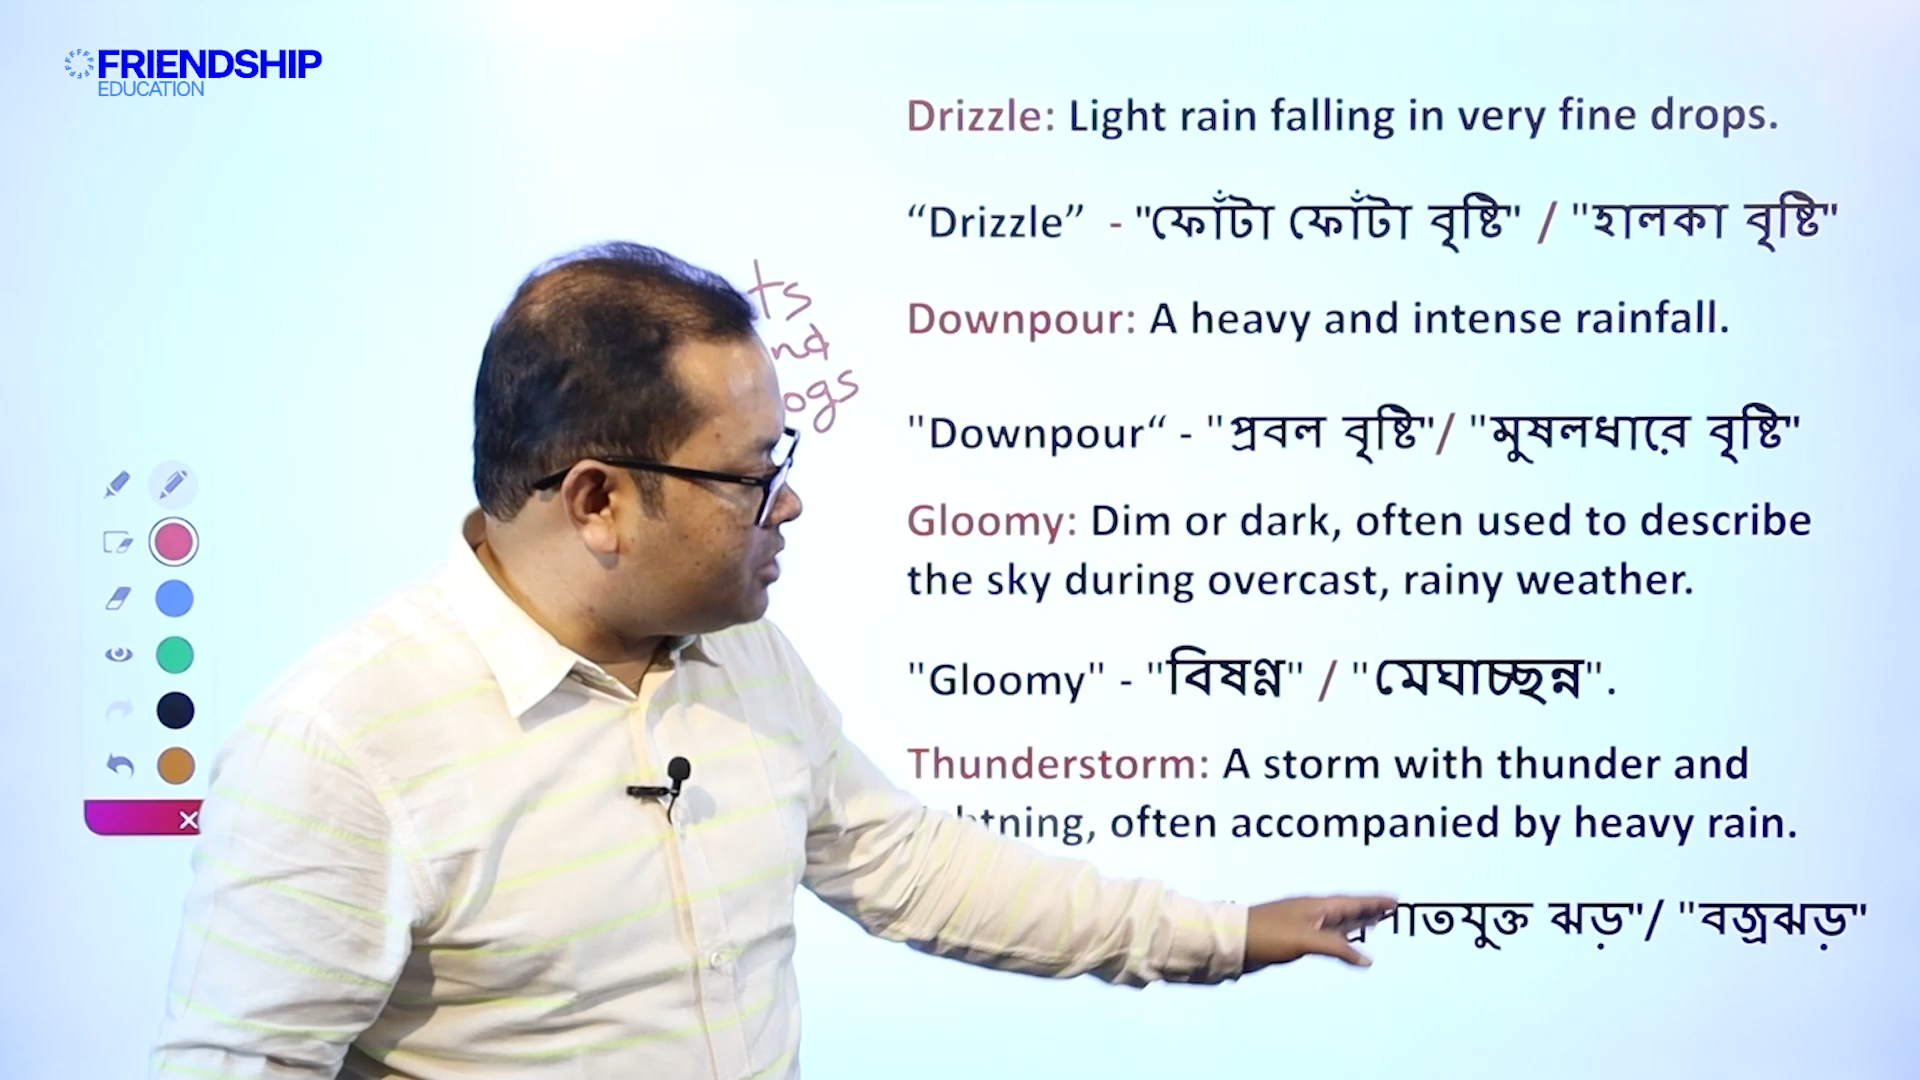 FRIENDSHIP
EDUCATION
Drizzle: Light rain falling in very fine drops.
“Drizzle” - "ফোঁটা ফোঁটা বৃষ্টি" / "হালকা বৃষ্টি"
Downpour: A heavy and intense rainfall.
"Downpour“ - "প্রবল বৃষ্টি"/ "মুষলধারে বৃষ্টি"
Gloomy: Dim or dark, often used to describe
the sky during overcast, rainy weather.
"Gloomy" - "বিষণ্ণ" / "মেঘাচ্ছন্ন".
Thunderstorm: A storm with thunder and
often accompanied by heavy rain.
ঝড়"/ "বজ্রঝড়"